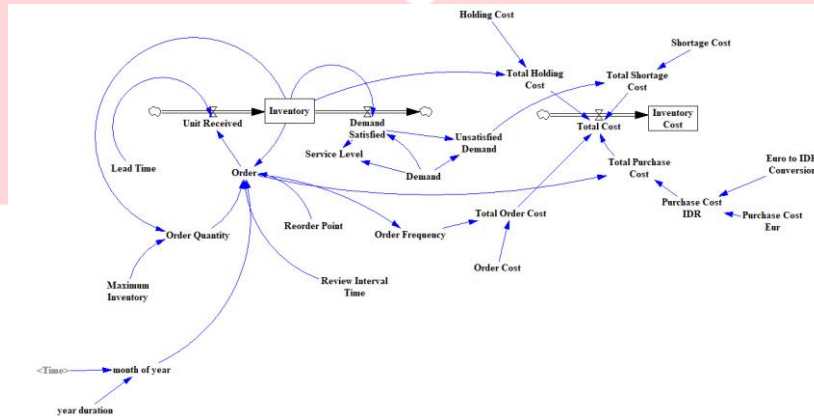 Holding Cost
Shortage Cost
Total Holding
Cost
Total Shortage
Cost
Inventory
Unit Received
Demand
Satisfied
Unsatisfied
Demand
Total Cost
Inventory
Cost
Service Level
Lead Time
Order
Demand
Total Purchase
Cost
Euro to IDR
Conversion
Purchase Cost
IDR
Purchase Cost
Eur
Reorder Point
Total Order Cost
Order Quantity
Order Frequency
Order Cost
Maximum
Inventory
Review Interval
Time
<Time>
month of year
year duration